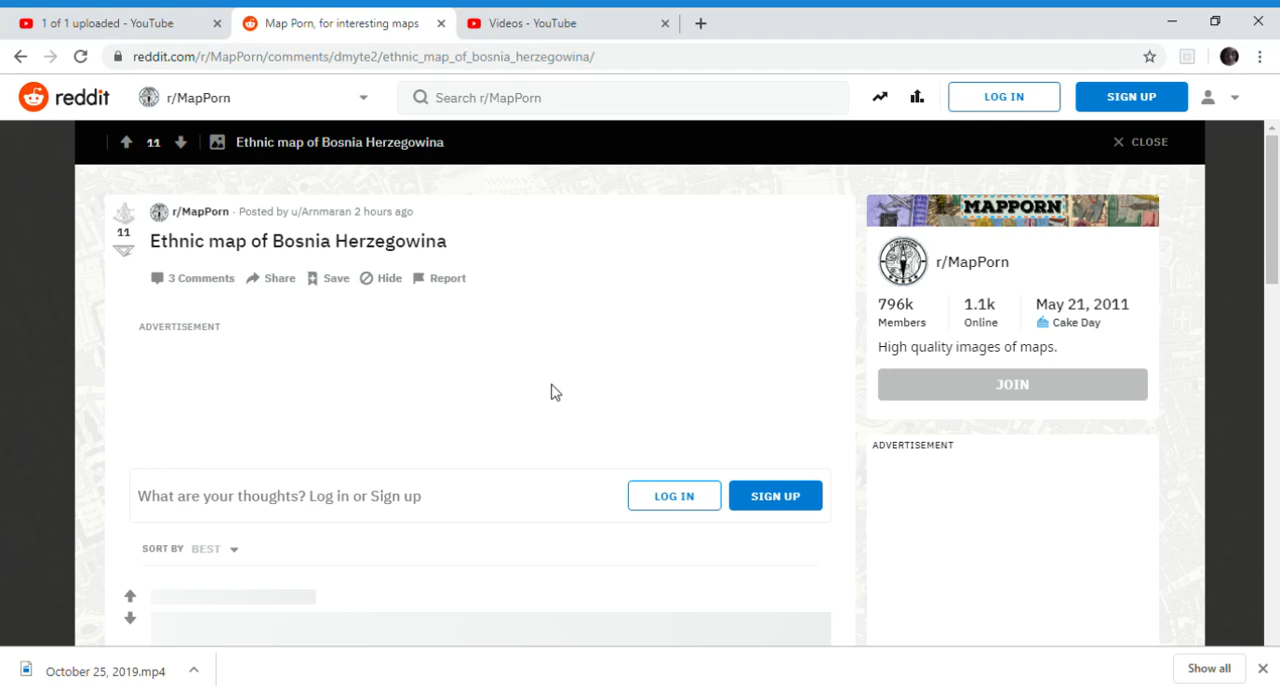 1 of 1 uploaded - YouTube
Map Porn, for interesting maps
Videos - YouTube
reddit.com/r/MapPorn/comments/dmyte2/ethnic_map_of_bosnia_herzegowina/
reddit
r/MapPorn
Search r/MapPorn
LOG IN
SIGN UP
11
Ethnic map of Bosnia Herzegowina
CLOSE
r/MapPorn · Posted by u/Arnmaran 2 hours ago
11
Ethnic map of Bosnia Herzegowina
3 Comments Share Save Hide Report
ADVERTISEMENT
What are your thoughts? Log in or Sign up
LOG IN
SIGN UP
SORT BY BEST
MAPPORN
r/MapPorn
796k 1.1k May 21, 2011
Members Online Cake Day
High quality images of maps.
JOIN
ADVERTISEMENT
October 25, 2019.mp4
Show all